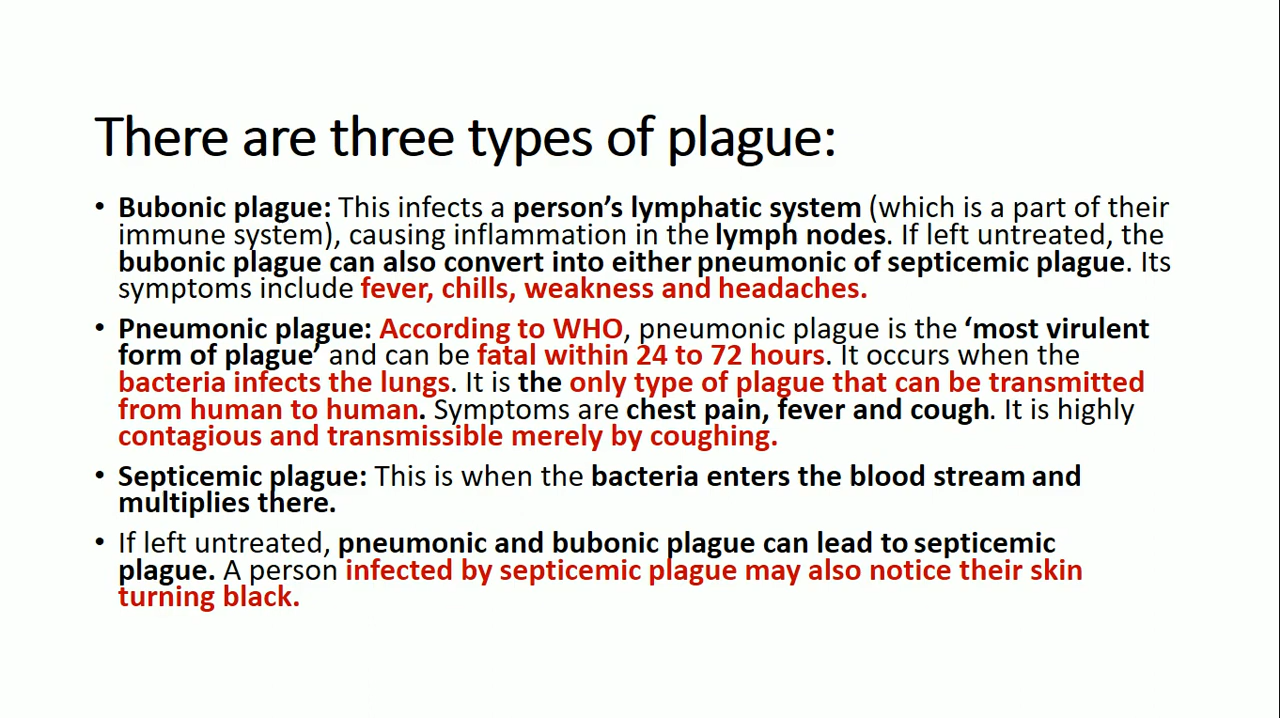 There are three types of plague:
• Bubonic plague: This infects a person’s lymphatic system (which is a part of their
immune system), causing inflammation in the lymph nodes. If left untreated, the
bubonic plague can also convert into either pneumonic of septicemic plague. Its
symptoms include fever, chills, weakness and headaches.
• Pneumonic plague: According to WHO, pneumonic plague is the ‘most virulent
form of plague’ and can be fatal within 24 to 72 hours. It occurs when the
bacteria infects the lungs. It is the only type of plague that can be transmitted
from human to human. Symptoms are chest pain, fever and cough. It is highly
contagious and transmissible merely by coughing.
• Septicemic plague: This is when the bacteria enters the blood stream and
multiplies there.
• If left untreated, pneumonic and bubonic plague can lead to septicemic
plague. A person infected by septicemic plague may also notice their skin
turning black.